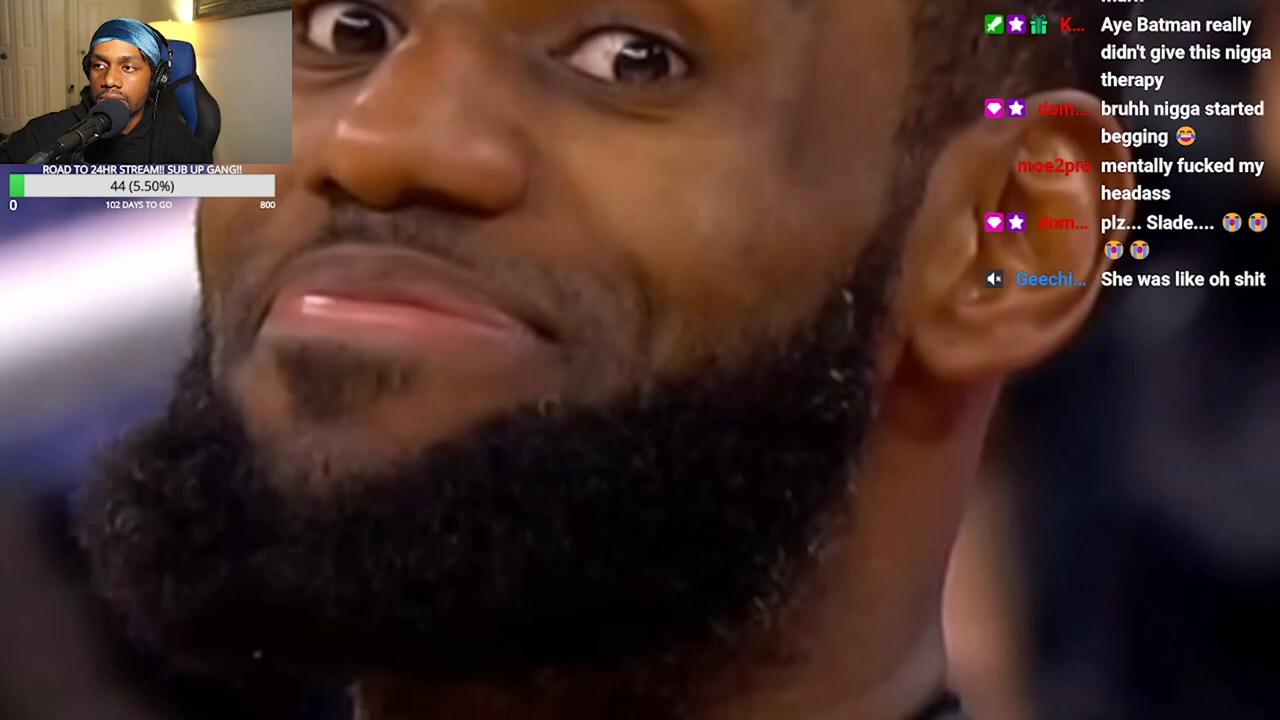 Aye Batman really
K...
didn't give this nigga
therapy
dom... bruhh nigga started
begging 😂
moe2pro mentally fucked my
headass
dom... plz... Slade.... 😭 😭
😭 😭
Geechi... She was like oh shit
ROAD TO 24HR STREAM!! SUB UP GANG!!
44 (5.50%)
0 102 DAYS TO GO 800